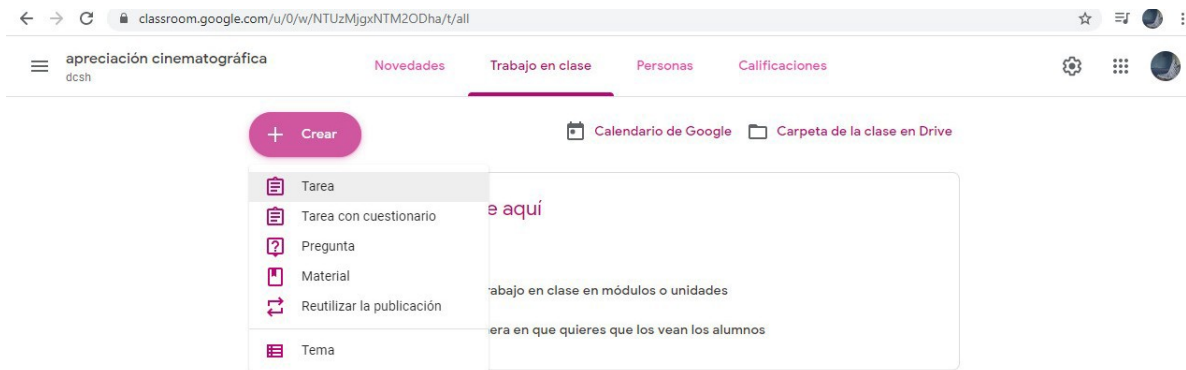 classroom.google.com/u/0/w/NTUzMjgxNTM2ODha/t/all
apreciación cinematográfica
dcsh
Novedades Trabajo en clase Personas Calificaciones
Crear
Calendario de Google Carpeta de la clase en Drive
Tarea
e aquí
Tarea con cuestionario
Pregunta
Material
abajo en clase en módulos o unidades
Reutilizar la publicación
era en que quieres que los vean los alumnos
Tema